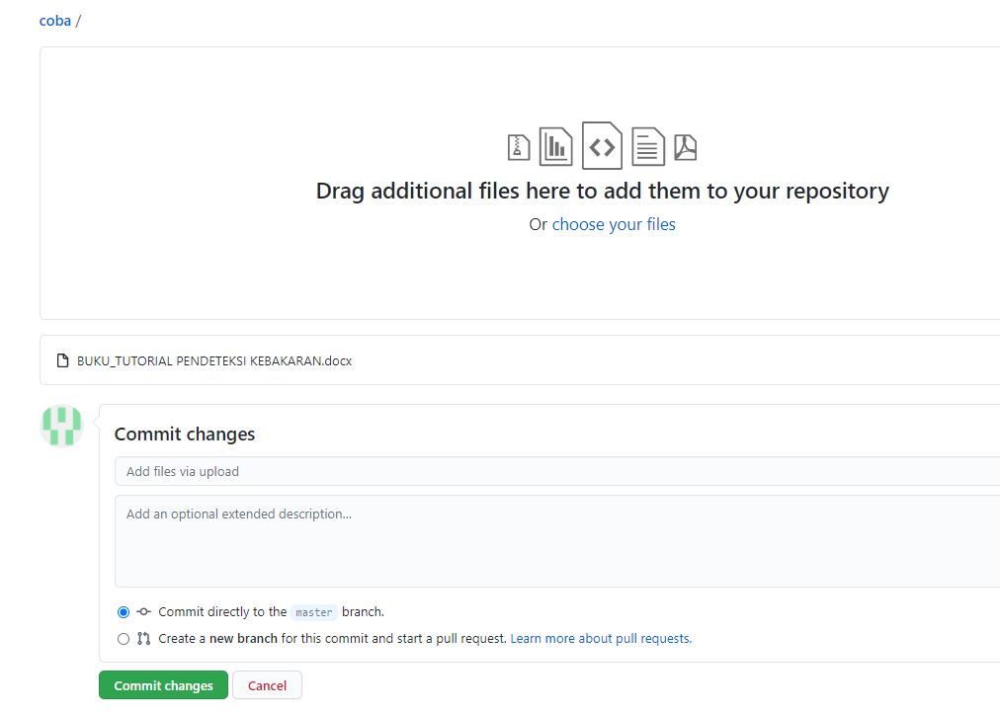 coba /
Drag additional files here to add them to your repository
Or choose your files
BUKU_TUTORIAL PENDETEKSI KEBAKARAN.docx
Commit changes
Add files via upload
Add an optional extended description...
Commit directly to the master branch.
Create a new branch for this commit and start a pull request. Learn more about pull requests.
Commit changes Cancel